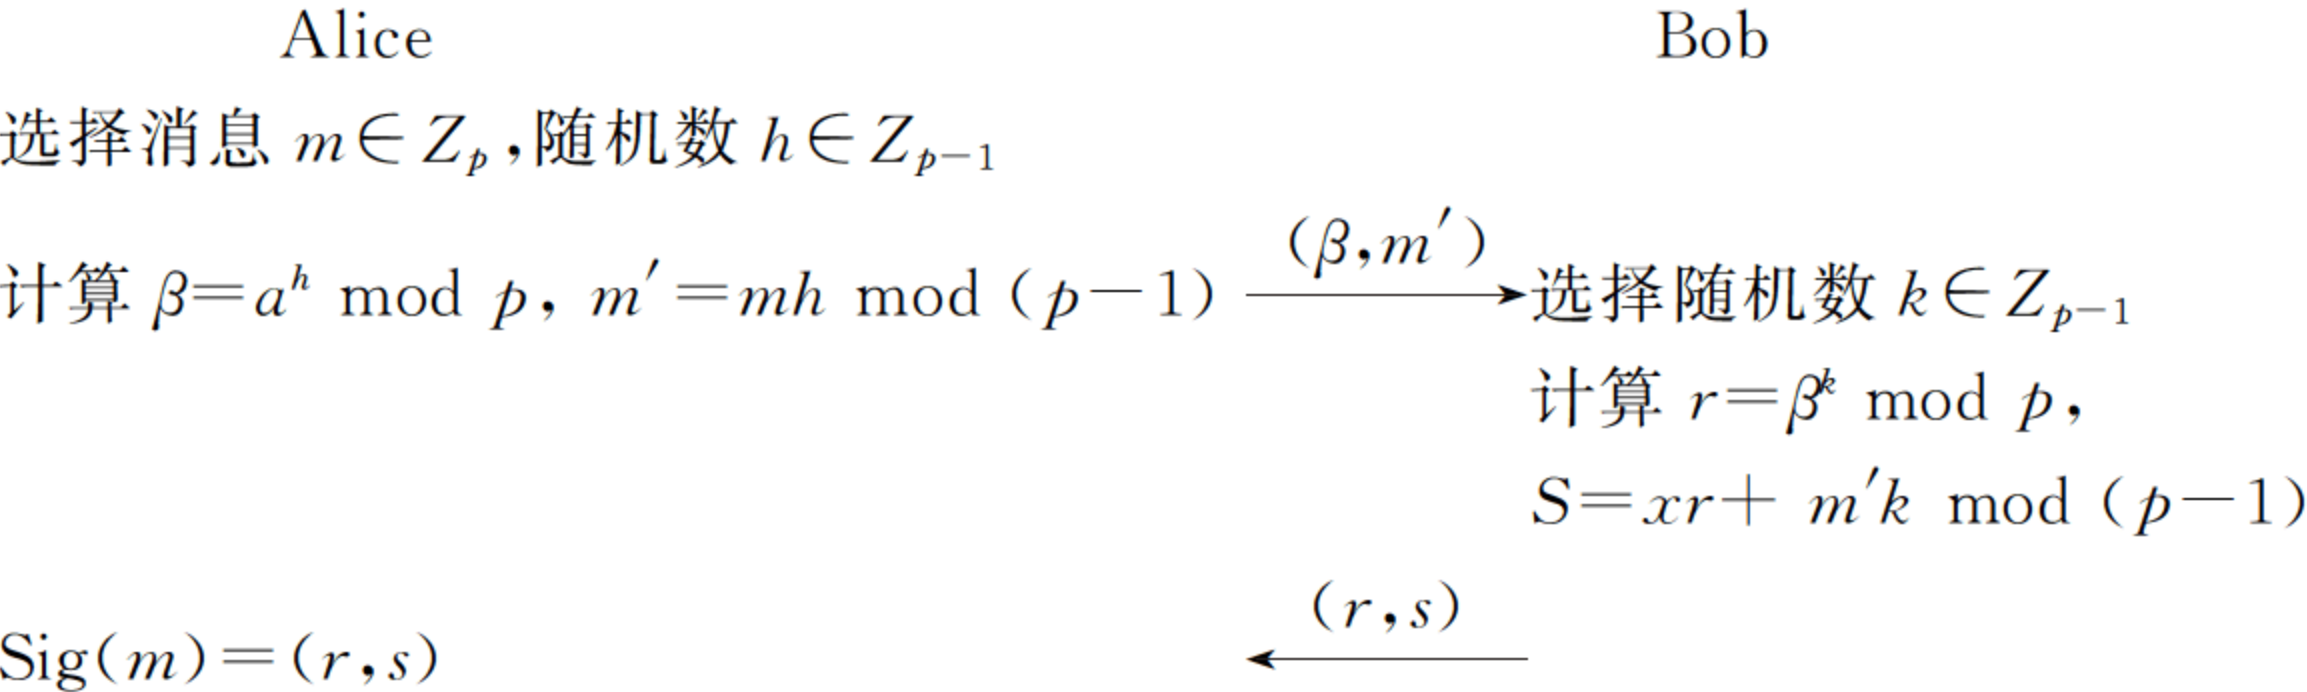 Alice Bob
选择消息 m∈Z_p,随机数 h∈Z_{p-1}
(β,m′)
计算 β=a^h mod p, m′=mh mod (p-1) 选择随机数 k∈Z_{p-1}
计算 r=β^k mod p,
S=xr+ m′k mod (p-1)
(r,s)
Sig(m)=(r,s)